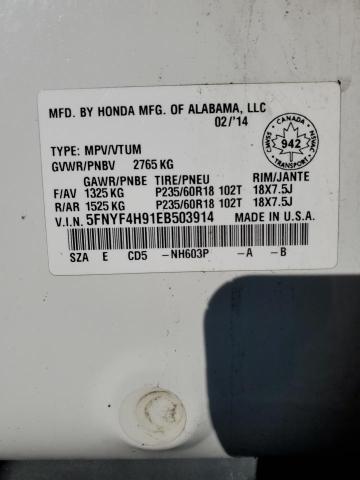 MFD. BY HONDA MFG. OF ALABAMA, LLC
02/'14
TYPE: MPV/VTUM
GVWR/PNBV 2765 KG
GAWR/PNBE TIRE/PNEU RIM/JANTE
F/AV 1325 KG P235/60R18 102T 18X7.5J
R/AR 1525 KG P235/60R18 102T 18X7.5J
V.I.N. 5FNYF4H91EB503914 MADE IN U.S.A.
SZA E CD5 -NH603P -A -B
CANADA
942
CMVSS
NSVAC